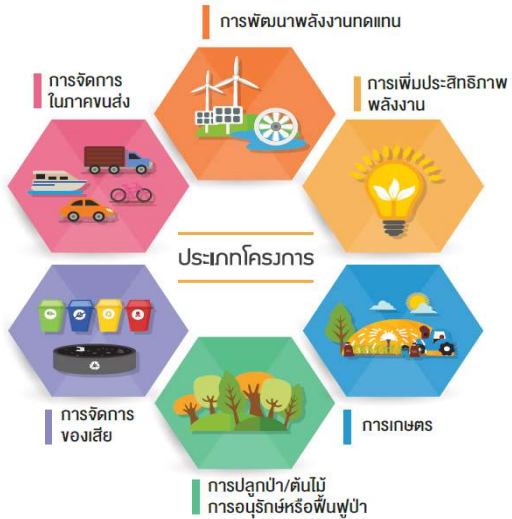 การพัฒนาพลังงานทดแทน
การจัดการ
ในภาคขนส่ง
การเพิ่มประสิทธิภาพ
พลังงาน
ประเภทโครงการ
การจัดการ
ของเสีย
การเกษตร
การปลูกป่า/ต้นไม้
การอนุรักษ์หรือฟื้นฟูป่า